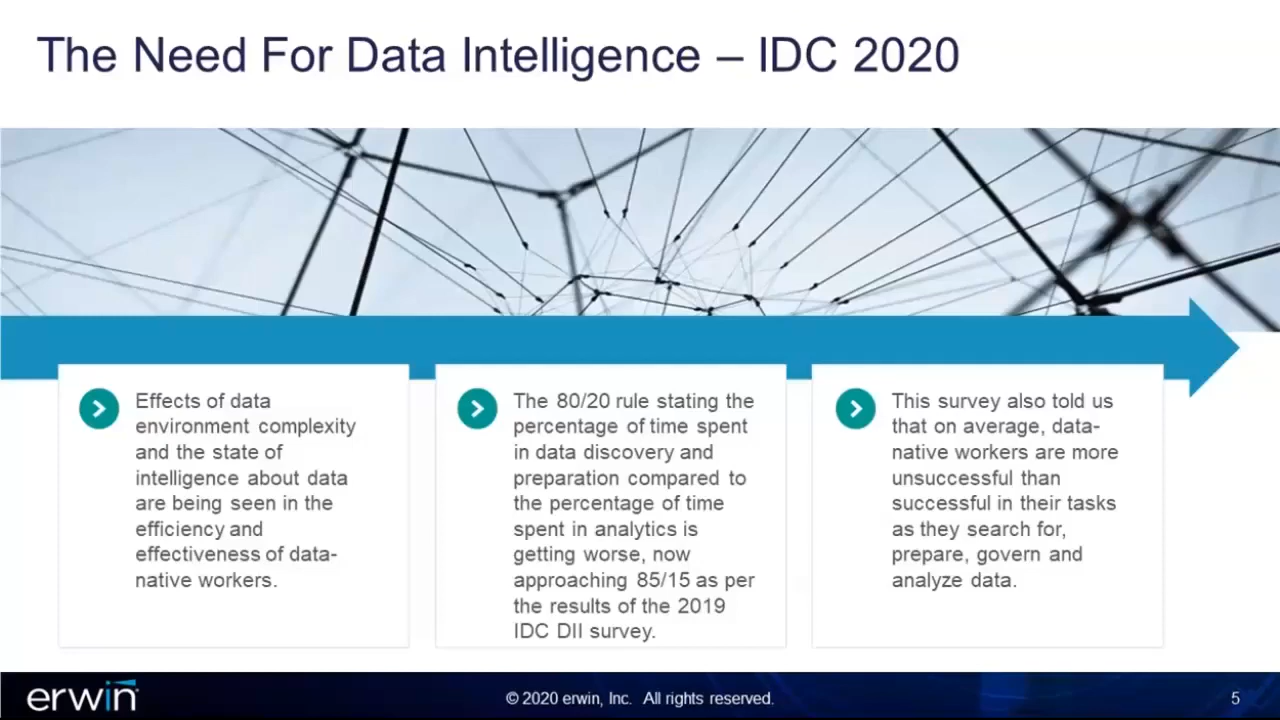 The Need For Data Intelligence – IDC 2020
Effects of data
environment complexity
and the state of
intelligence about data
are being seen in the
efficiency and
effectiveness of data-
native workers.
The 80/20 rule stating the
percentage of time spent
in data discovery and
preparation compared to
the percentage of time
spent in analytics is
getting worse, now
approaching 85/15 as per
the results of the 2019
IDC DII survey.
This survey also told us
that on average, data-
native workers are more
unsuccessful than
successful in their tasks
as they search for,
prepare, govern and
analyze data.
erwin
© 2020 erwin, Inc. All rights reserved.
5